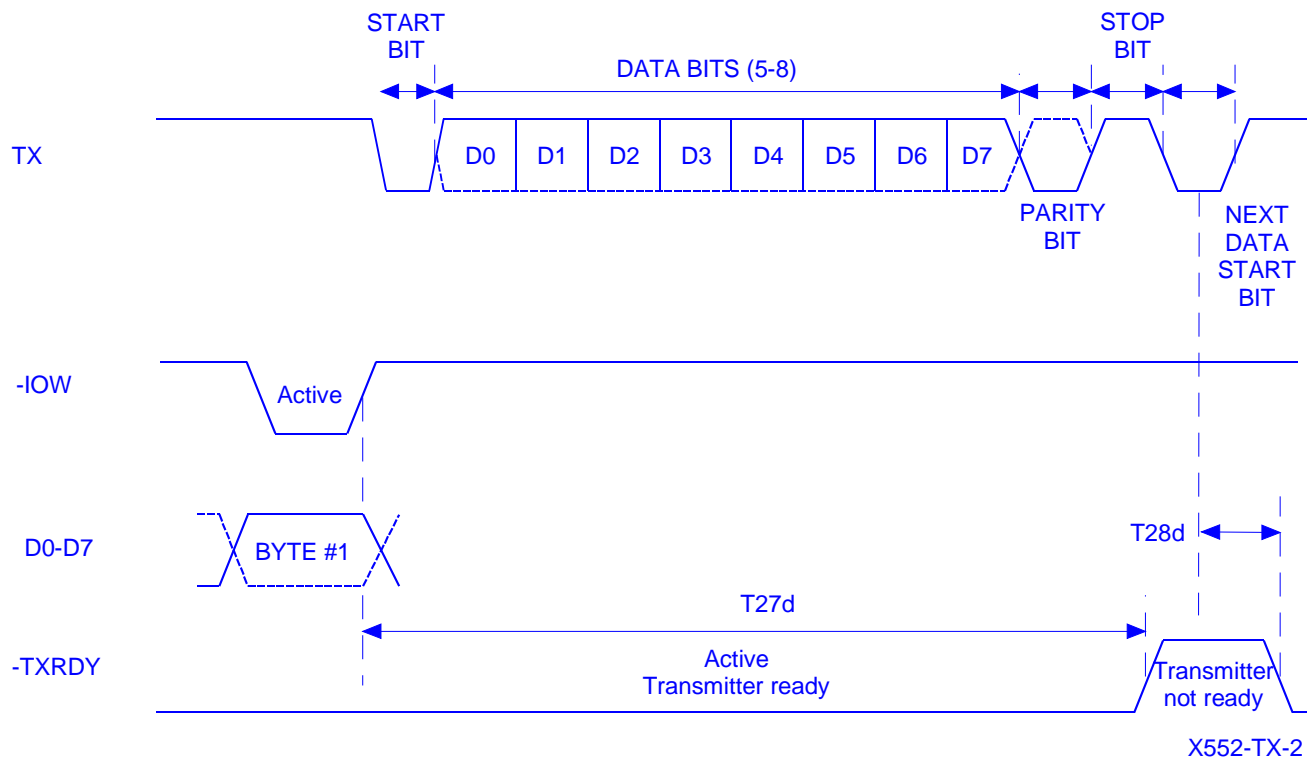 START
BIT
DATA BITS (5-8)
STOP
BIT
TX
D0 D1 D2 D3 D4 D5 D6 D7
PARITY
BIT
NEXT
DATA
START
BIT
-IOW
Active
D0-D7
BYTE #1
T28d
T27d
-TXRDY
Active
Transmitter ready
Transmitter
not ready
X552-TX-2